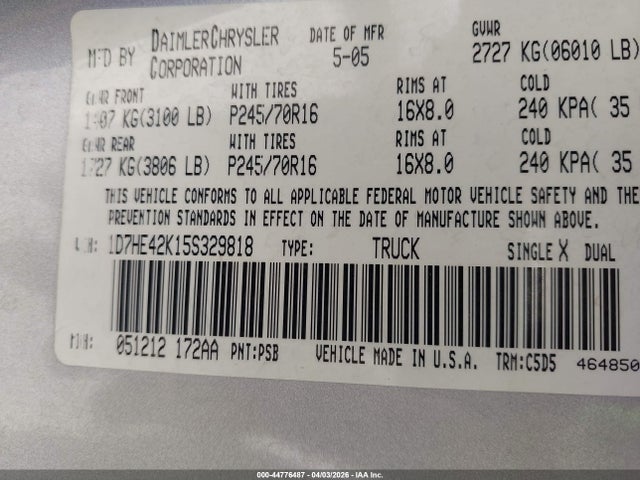 MFD BY DAIMLERCHRYSLER CORPORATION DATE OF MFR 5-05 GVWR 2727 KG(06010 LB)
GAWR FRONT WITH TIRES RIMS AT COLD
1407 KG(3100 LB) P245/70R16 16X8.0 240 KPA( 35
GAWR REAR WITH TIRES RIMS AT COLD
1727 KG(3806 LB) P245/70R16 16X8.0 240 KPA( 35
THIS VEHICLE CONFORMS TO ALL APPLICABLE FEDERAL MOTOR VEHICLE SAFETY AND THE
PREVENTION STANDARDS IN EFFECT ON THE DATE OF MANUFACTURE SHOWN ABOVE.
1D7HE42K15S329818 TYPE: TRUCK SINGLE X DUAL
051212 172AA PNT:PSB VEHICLE MADE IN U.S.A. TRM:C5D5 464850
000-44776487 - 04/03/2026 - IAA Inc.